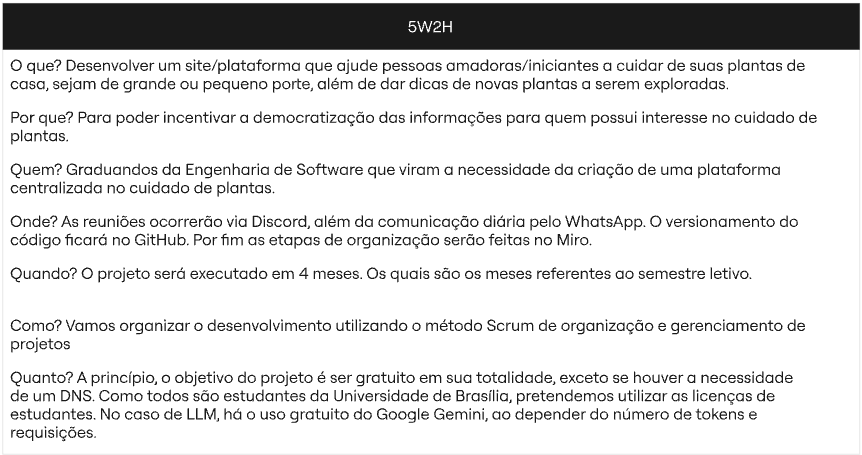 5W2H
O que? Desenvolver um site/plataforma que ajude pessoas amadoras/iniciantes a cuidar de suas plantas de
casa, sejam de grande ou pequeno porte, além de dar dicas de novas plantas a serem exploradas.
Por que? Para poder incentivar a democratização das informações para quem possui interesse no cuidado de
plantas.
Quem? Graduandos da Engenharia de Software que viram a necessidade da criação de uma plataforma
centralizada no cuidado de plantas.
Onde? As reuniões ocorrerão via Discord, além da comunicação diária pelo WhatsApp. O versionamento do
código ficará no GitHub. Por fim as etapas de organização serão feitas no Miro.
Quando? O projeto será executado em 4 meses. Os quais são os meses referentes ao semestre letivo.
Como? Vamos organizar o desenvolvimento utilizando o método Scrum de organização e gerenciamento de
projetos
Quanto? A princípio, o objetivo do projeto é ser gratuito em sua totalidade, exceto se houver a necessidade
de um DNS. Como todos são estudantes da Universidade de Brasília, pretendemos utilizar as licenças de
estudantes. No caso de LLM, há o uso gratuito do Google Gemini, ao depender do número de tokens e
requisições.